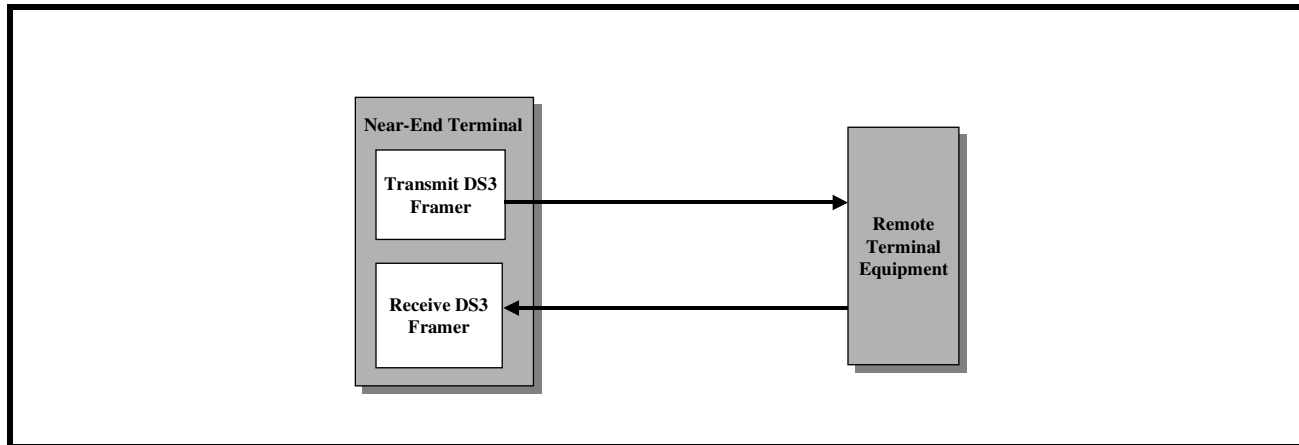 Near-End Terminal
Transmit DS3
Framer
Receive DS3
Framer
Remote
Terminal
Equipment